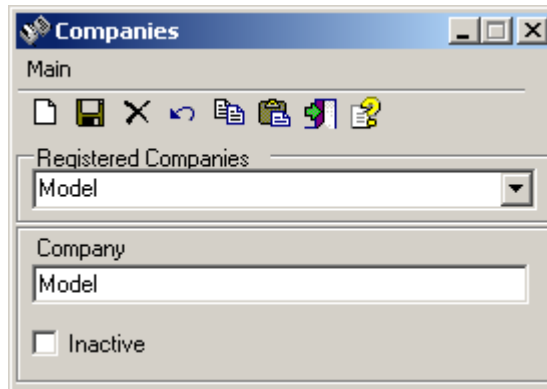 Companies
Main
Registered Companies
Model
Company
Model
Inactive